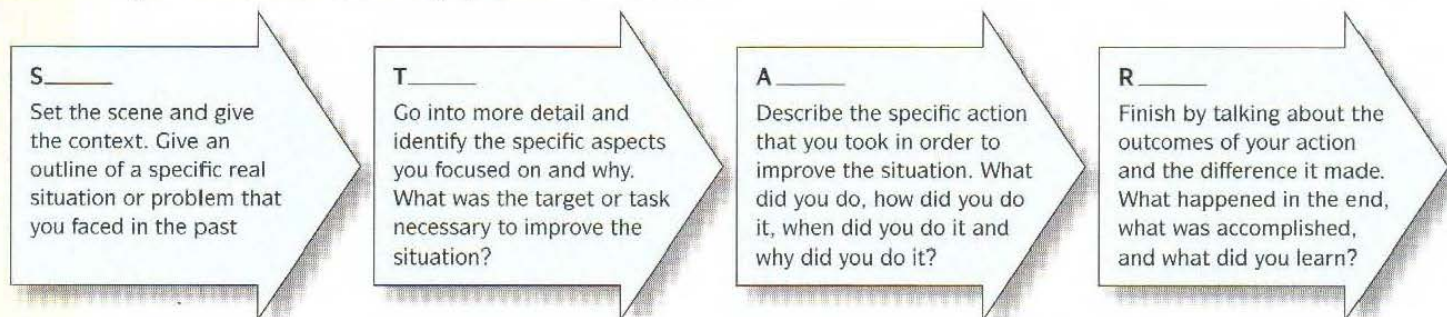 S_____
Set the scene and give
the context. Give an
outline of a specific real
situation or problem that
you faced in the past
T_____
Go into more detail and
identify the specific aspects
you focused on and why.
What was the target or task
necessary to improve the
situation?
A_____
Describe the specific action
that you took in order to
improve the situation. What
did you do, how did you do
it, when did you do it and
why did you do it?
R_____
Finish by talking about the
outcomes of your action
and the difference it made.
What happened in the end,
what was accomplished,
and what did you learn?